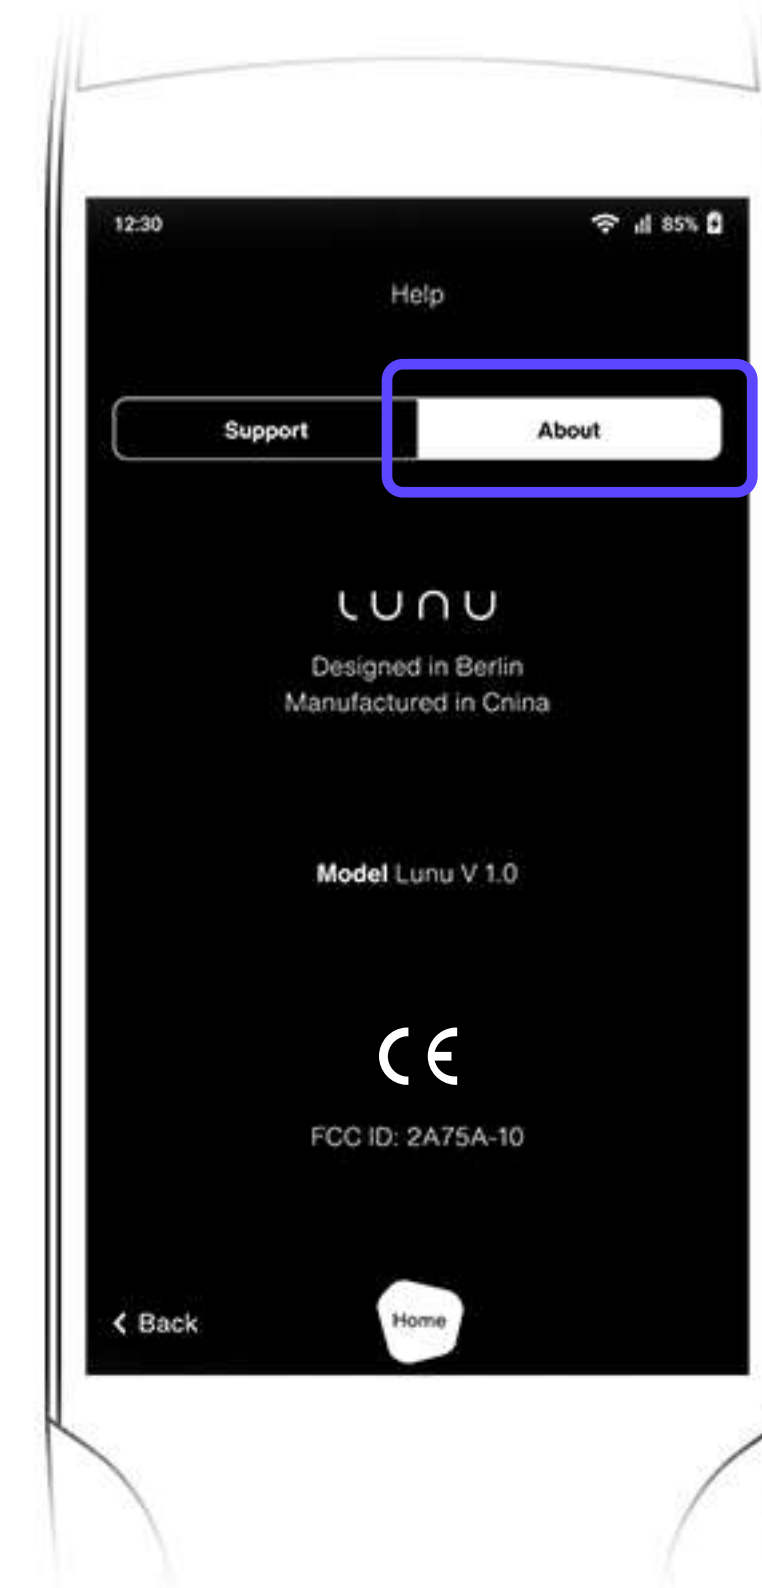 12:30 85%
Help
Support About
LUNU
Designed in Berlin
Manufactured in Cnina
Model Lunu V 1.0
CE
FCC ID: 2A75A-10
Back Home